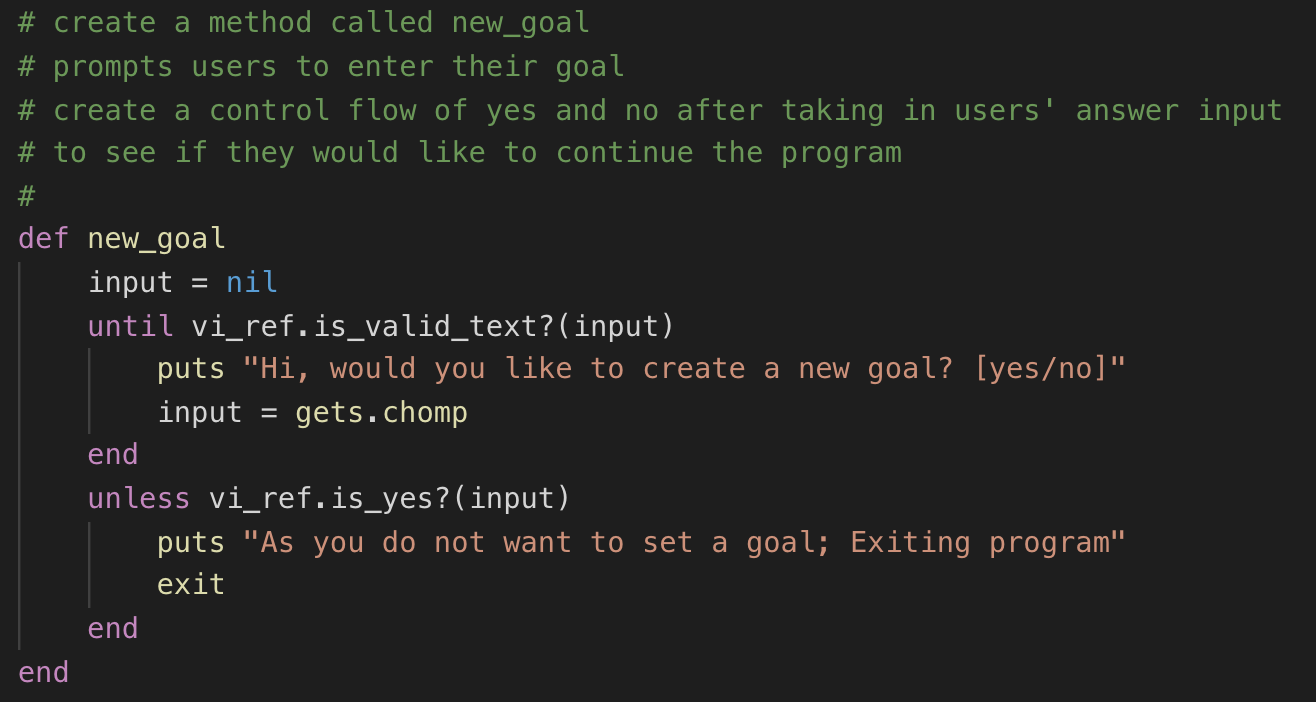 # create a method called new_goal
# prompts users to enter their goal
# create a control flow of yes and no after taking in users' answer input
# to see if they would like to continue the program
#
def new_goal
    input = nil
    until vi_ref.is_valid_text?(input)
        puts "Hi, would you like to create a new goal? [yes/no]"
        input = gets.chomp
    end
    unless vi_ref.is_yes?(input)
        puts "As you do not want to set a goal; Exiting program"
        exit
    end
end